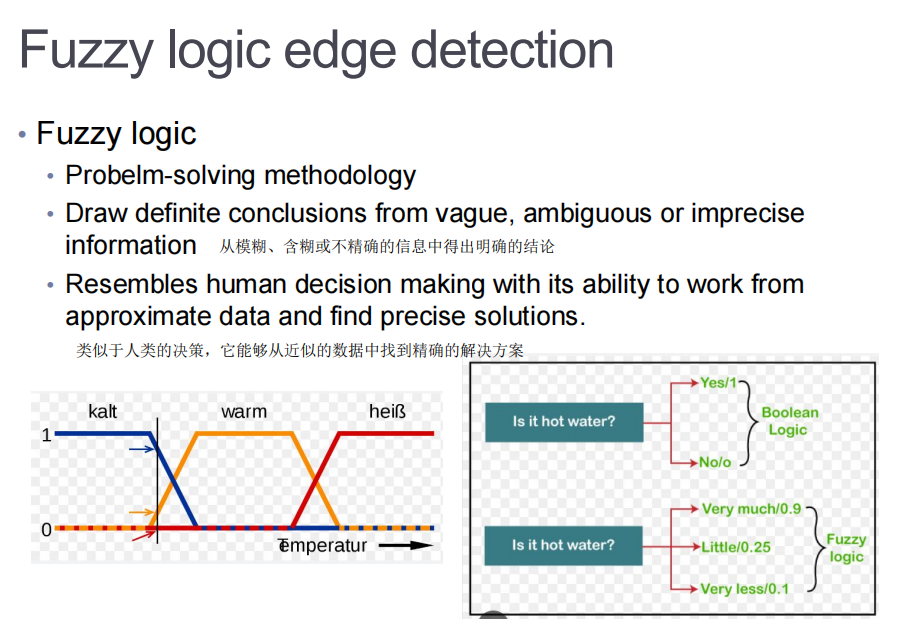 Fuzzy logic edge detection
• Fuzzy logic
• Probelm-solving methodology
• Draw definite conclusions from vague, ambiguous or imprecise
information 从模糊、含糊或不精确的信息中得出明确的结论
• Resembles human decision making with its ability to work from
approximate data and find precise solutions.
类似于人类的决策，它能够从近似的数据中找到精确的解决方案
kalt warm heiß
1
0
Temperatur
Is it hot water?
Yes/1
No/o
Boolean
Logic
Is it hot water?
Very much/0.9
Little/0.25
Very less/0.1
Fuzzy
logic